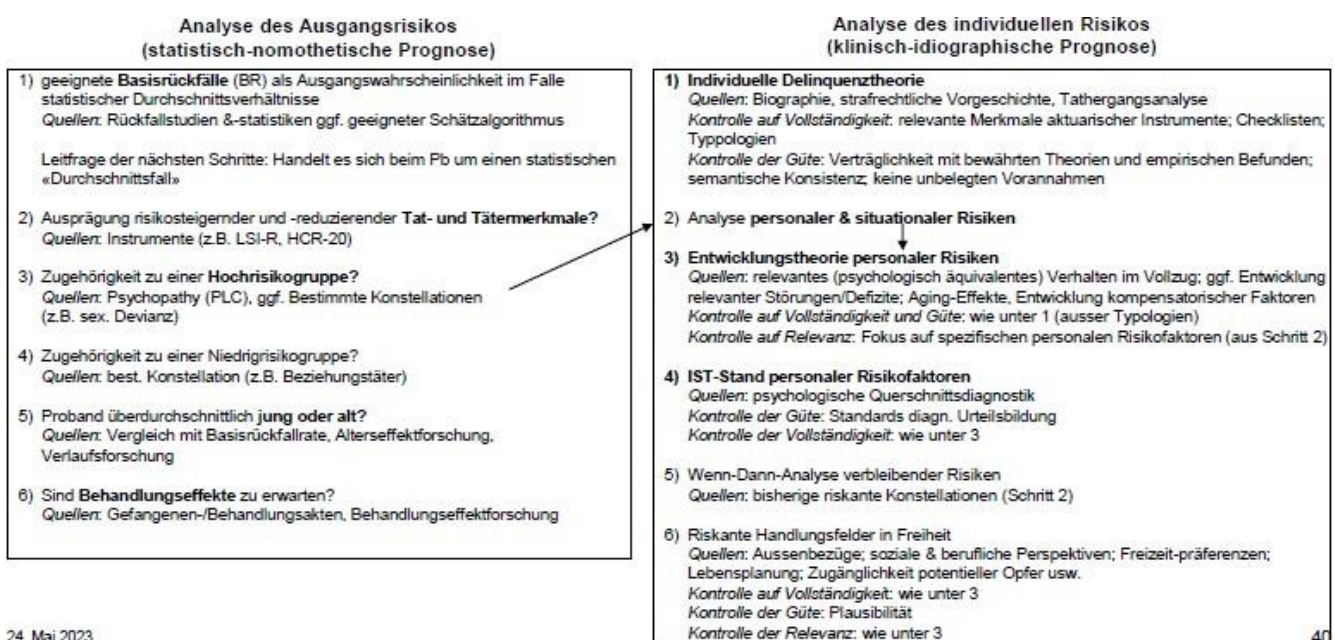 Analyse des Ausgangsrisikos
(statistisch-nomothetische Prognose)
1) geeignete Basisrückfälle (BR) als Ausgangswahrscheinlichkeit im Falle
statistischer Durchschnittsverhältnisse
Quellen: Rückfallstudien &-statistiken ggf. geeigneter Schätzalgorithmus
Leitfrage der nächsten Schritte: Handelt es sich beim Pb um einen statistischen
«Durchschnittsfall»
2) Ausprägung risikosteigernder und -reduzierender Tat- und Tätermerkmale?
Quellen: Instrumente (z.B. LSI-R, HCR-20)
3) Zugehörigkeit zu einer Hochrisikogruppe?
Quellen: Psychopathy (PLC), ggf. Bestimmte Konstellationen
(z.B. sex. Devianz)
4) Zugehörigkeit zu einer Niedrigrisikogruppe?
Quellen: best. Konstellation (z.B. Beziehungstäter)
5) Proband überdurchschnittlich jung oder alt?
Quellen: Vergleich mit Basisrückfallrate, Alterseffektforschung,
Verlaufsforschung
6) Sind Behandlungseffekte zu erwarten?
Quellen: Gefangenen-/Behandlungsakten, Behandlungseffektforschung
Analyse des individuellen Risikos
(klinisch-idiographische Prognose)
1) Individuelle Delinquenztheorie
Quellen: Biographie, strafrechtliche Vorgeschichte, Tathergangsanalyse
Kontrolle auf Vollständigkeit: relevante Merkmale aktuarischer Instrumente; Checklisten;
Typpologien
Kontrolle der Güte: Verträglichkeit mit bewährten Theorien und empirischen Befunden;
semantische Konsistenz; keine unbelegten Vorannahmen
2) Analyse personaler & situationaler Risiken
3) Entwicklungstheorie personaler Risiken
Quellen: relevantes (psychologisch äquivalentes) Verhalten im Vollzug; ggf. Entwicklung
relevanter Störungen/Defizite; Aging-Effekte, Entwicklung kompensatorischer Faktoren
Kontrolle auf Vollständigkeit und Güte: wie unter 1 (ausser Typologien)
Kontrolle auf Relevanz: Fokus auf spezifischen personalen Risikofaktoren (aus Schritt 2)
4) IST-Stand personaler Risikofaktoren
Quellen: psychologische Querschnittsdiagnostik
Kontrolle der Güte: Standards diagn. Urteilsbildung
Kontrolle der Vollständigkeit: wie unter 3
5) Wenn-Dann-Analyse verbleibender Risiken
Quellen: bisherige riskante Konstellationen (Schritt 2)
6) Riskante Handlungsfelder in Freiheit
Quellen: Aussenbezüge; soziale & berufliche Perspektiven; Freizeit-präferenzen;
Lebensplanung; Zugänglichkeit potentieller Opfer usw.
Kontrolle auf Vollständigkeit: wie unter 3
Kontrolle der Güte: Plausibilität
Kontrolle der Relevanz: wie unter 3
24. Mai 2023